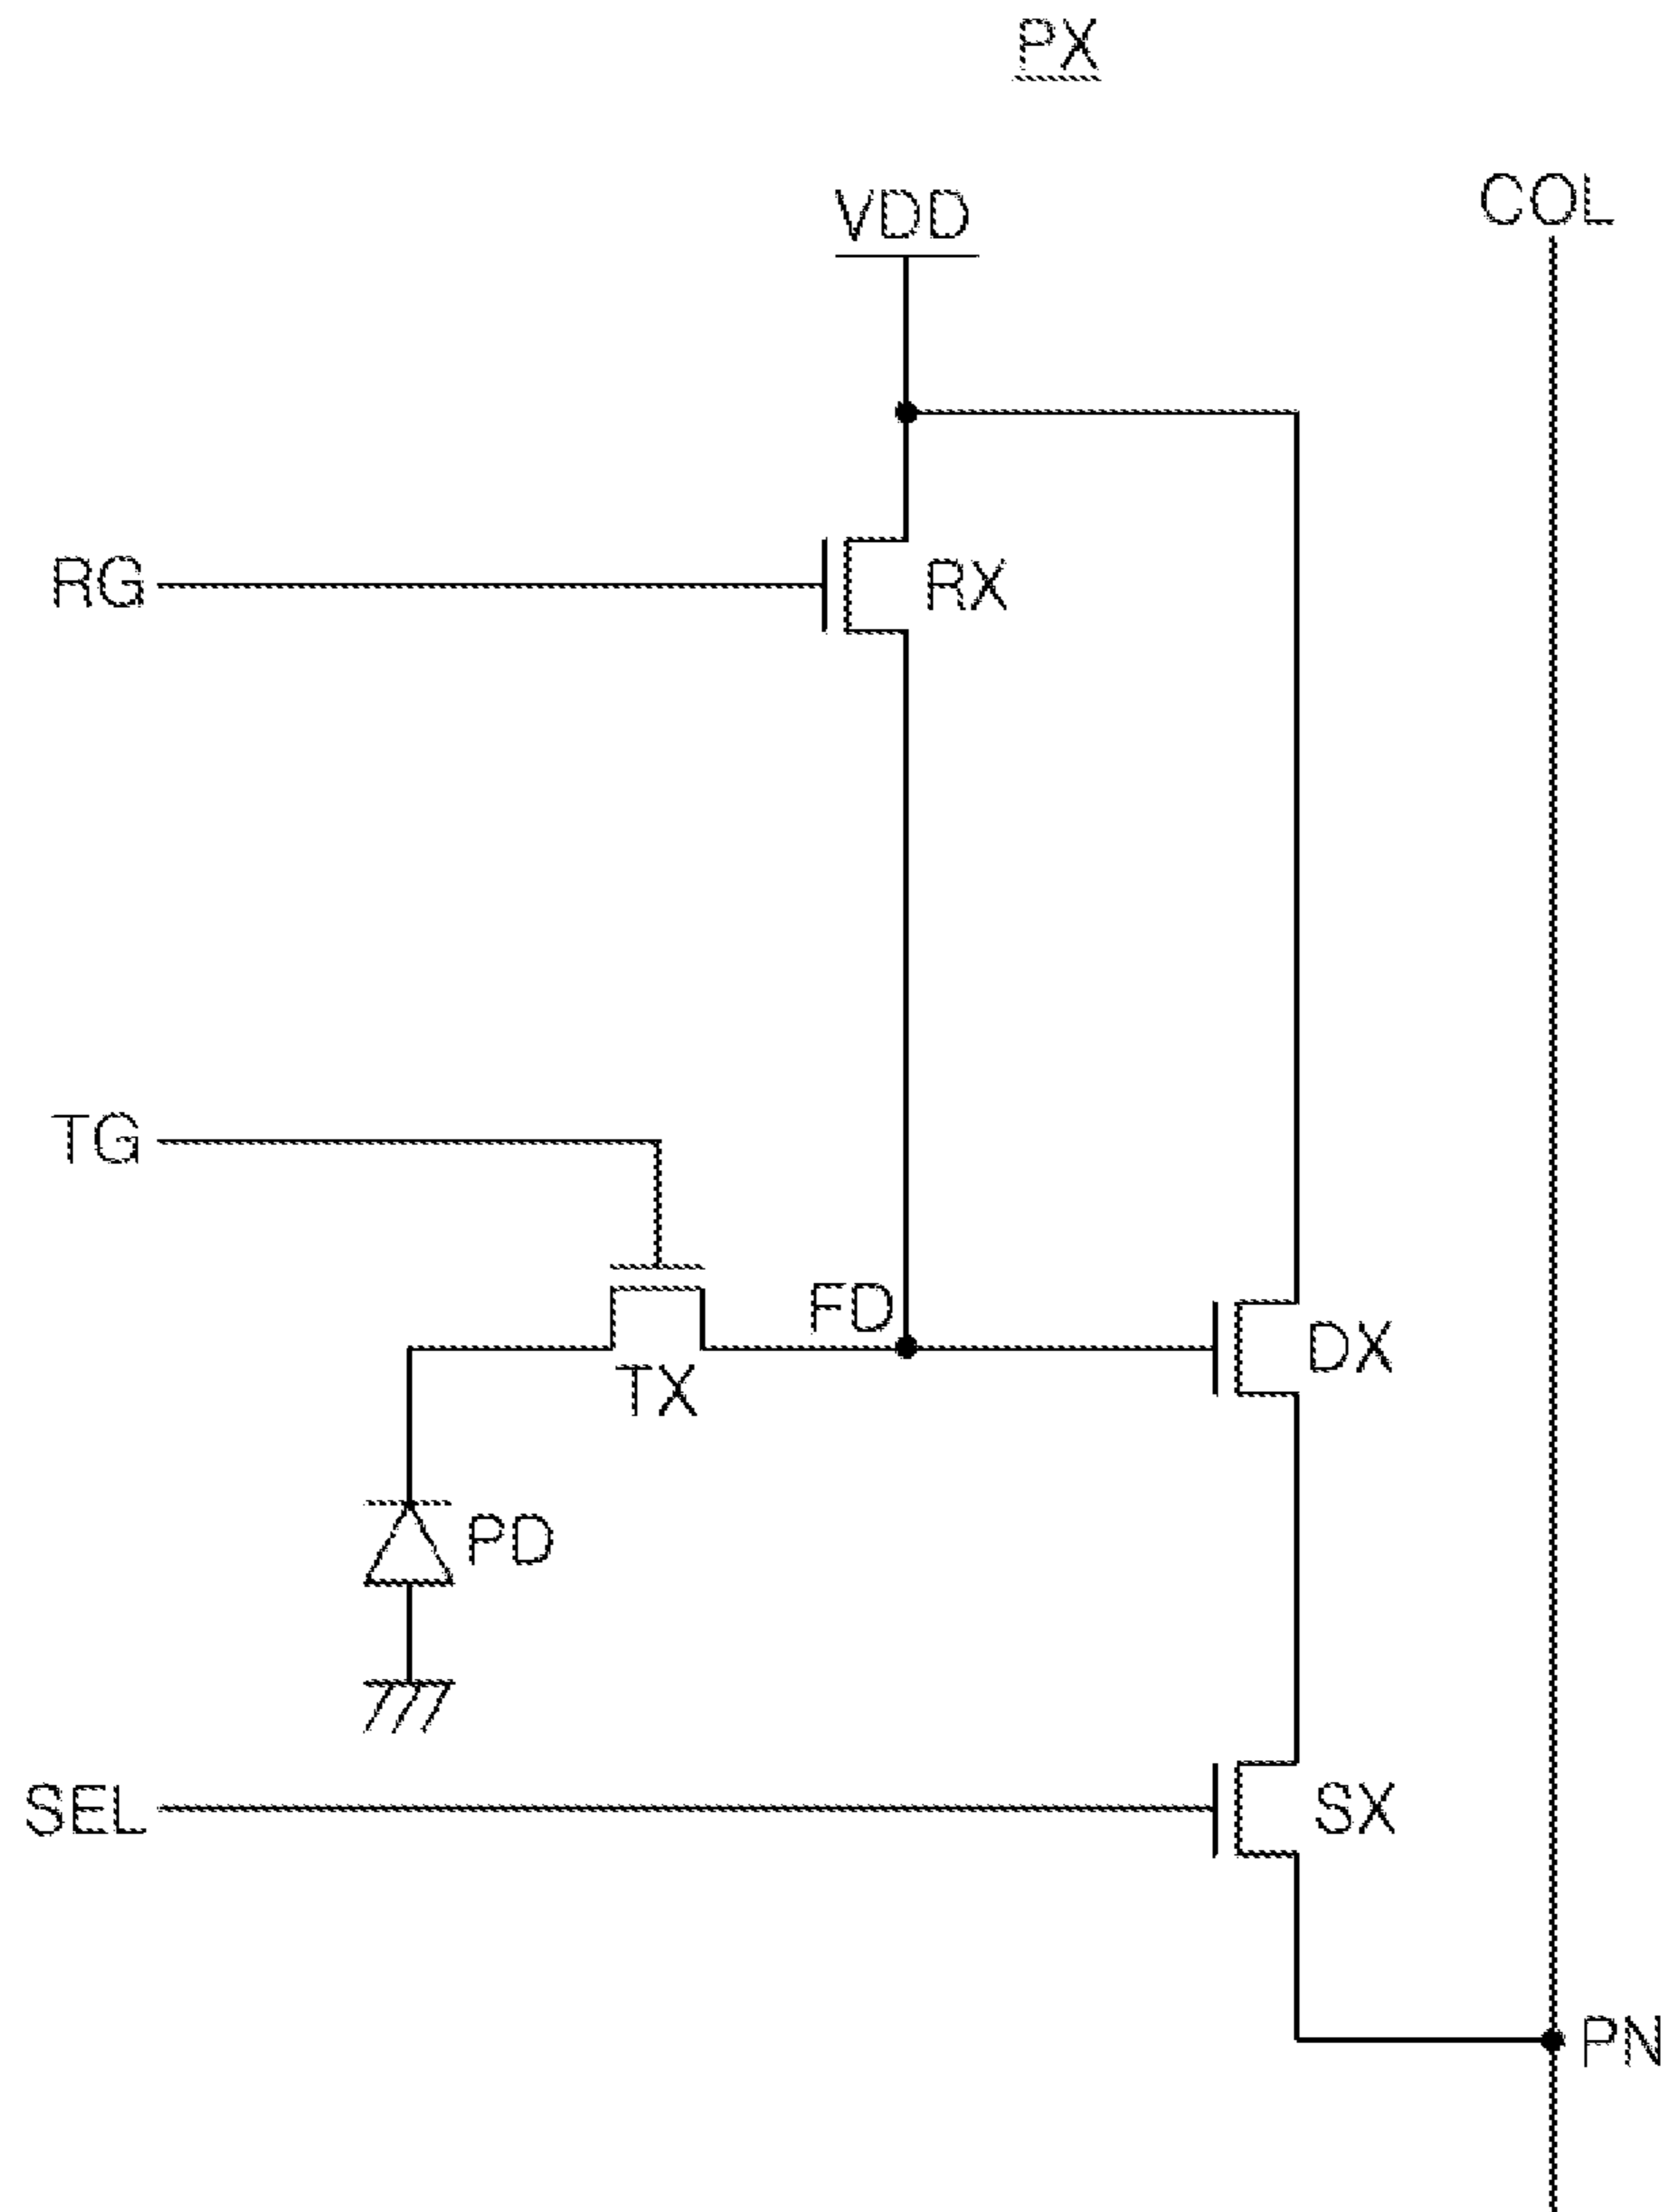 PX
VDD
COL
RG
RX
TG
FD
DX
TX
PD
SEL
SX
PN